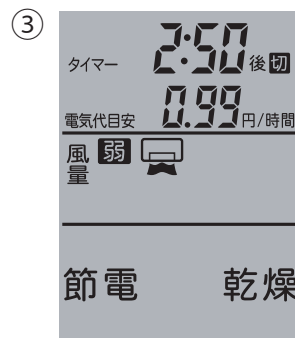 ③
タイマー 2:50 後 切
電気代目安 0.99 円/時間
風量 弱
節電 乾燥